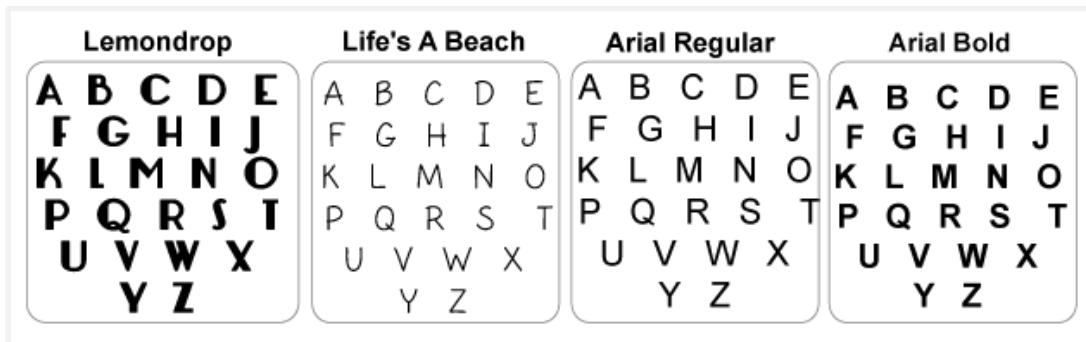 Lemondrop
A B C D E
F G H I J
K L M N O
P Q R S T
U V W X
Y Z
Life's A Beach
A B C D E
F G H I J
K L M N O
P Q R S T
U V W X
Y Z
Arial Regular
A B C D E
F G H I J
K L M N O
P Q R S T
U V W X
Y Z
Arial Bold
A B C D E
F G H I J
K L M N O
P Q R S T
U V W X
Y Z